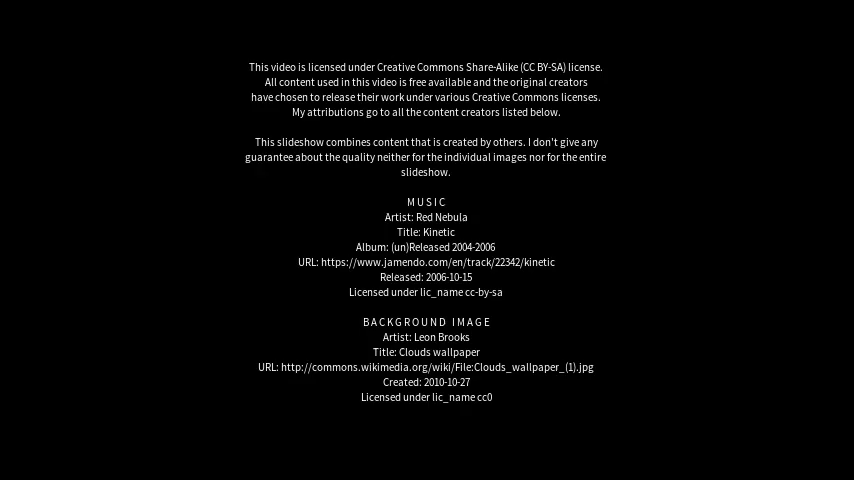 This video is licensed under Creative Commons Share-Alike (CC BY-SA) license.
All content used in this video is free available and the original creators
have chosen to release their work under various Creative Commons licenses.
My attributions go to all the content creators listed below.
This slideshow combines content that is created by others. I don't give any
guarantee about the quality neither for the individual images nor for the entire
slideshow.
M U S I C
Artist: Red Nebula
Title: Kinetic
Album: (un)Released 2004-2006
URL: https://www.jamendo.com/en/track/22342/kinetic
Released: 2006-10-15
Licensed under lic_name cc-by-sa
B A C K G R O U N D   I M A G E
Artist: Leon Brooks
Title: Clouds wallpaper
URL: http://commons.wikimedia.org/wiki/File:Clouds_wallpaper_(1).jpg
Created: 2010-10-27
Licensed under lic_name cc0